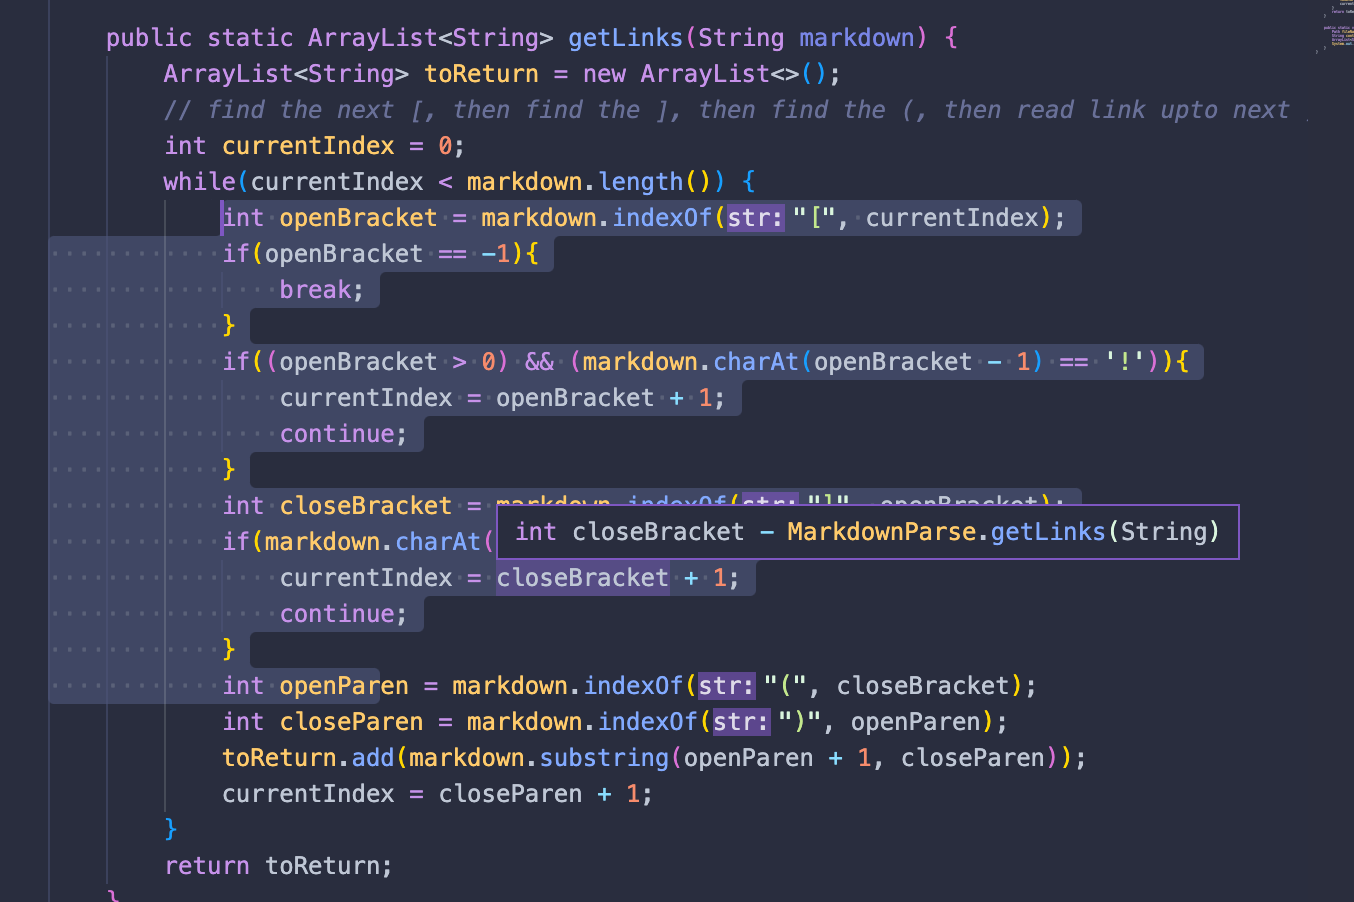 public static ArrayList<String> getLinks(String markdown) {
ArrayList<String> toReturn = new ArrayList<>();
// find the next [, then find the ], then find the (, then read link upto next
int currentIndex = 0;
while(currentIndex < markdown.length()) {
int openBracket = markdown.indexOf(str: "[", currentIndex);
if(openBracket == -1){
break;
}
if((openBracket > 0) && (markdown.charAt(openBracket - 1) == '!')){
currentIndex = openBracket + 1;
continue;
}
int closeBracket = markdown.indexOf(str: "]", openBracket);
if(markdown.charAt(
int closeBracket – MarkdownParse.getLinks(String)
currentIndex = closeBracket + 1;
continue;
}
int openParen = markdown.indexOf(str: "(", closeBracket);
int closeParen = markdown.indexOf(str: ")", openParen);
toReturn.add(markdown.substring(openParen + 1, closeParen));
currentIndex = closeParen + 1;
}
return toReturn;
}